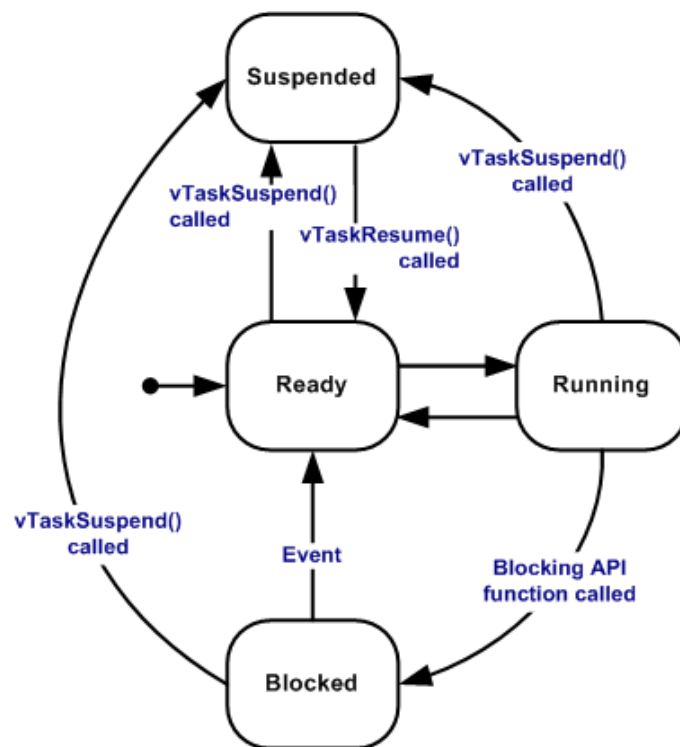 Suspended
vTaskSuspend()
called
vTaskSuspend()
called
vTaskResume()
called
Ready
Running
vTaskSuspend()
called
Event
Blocking API
function called
Blocked